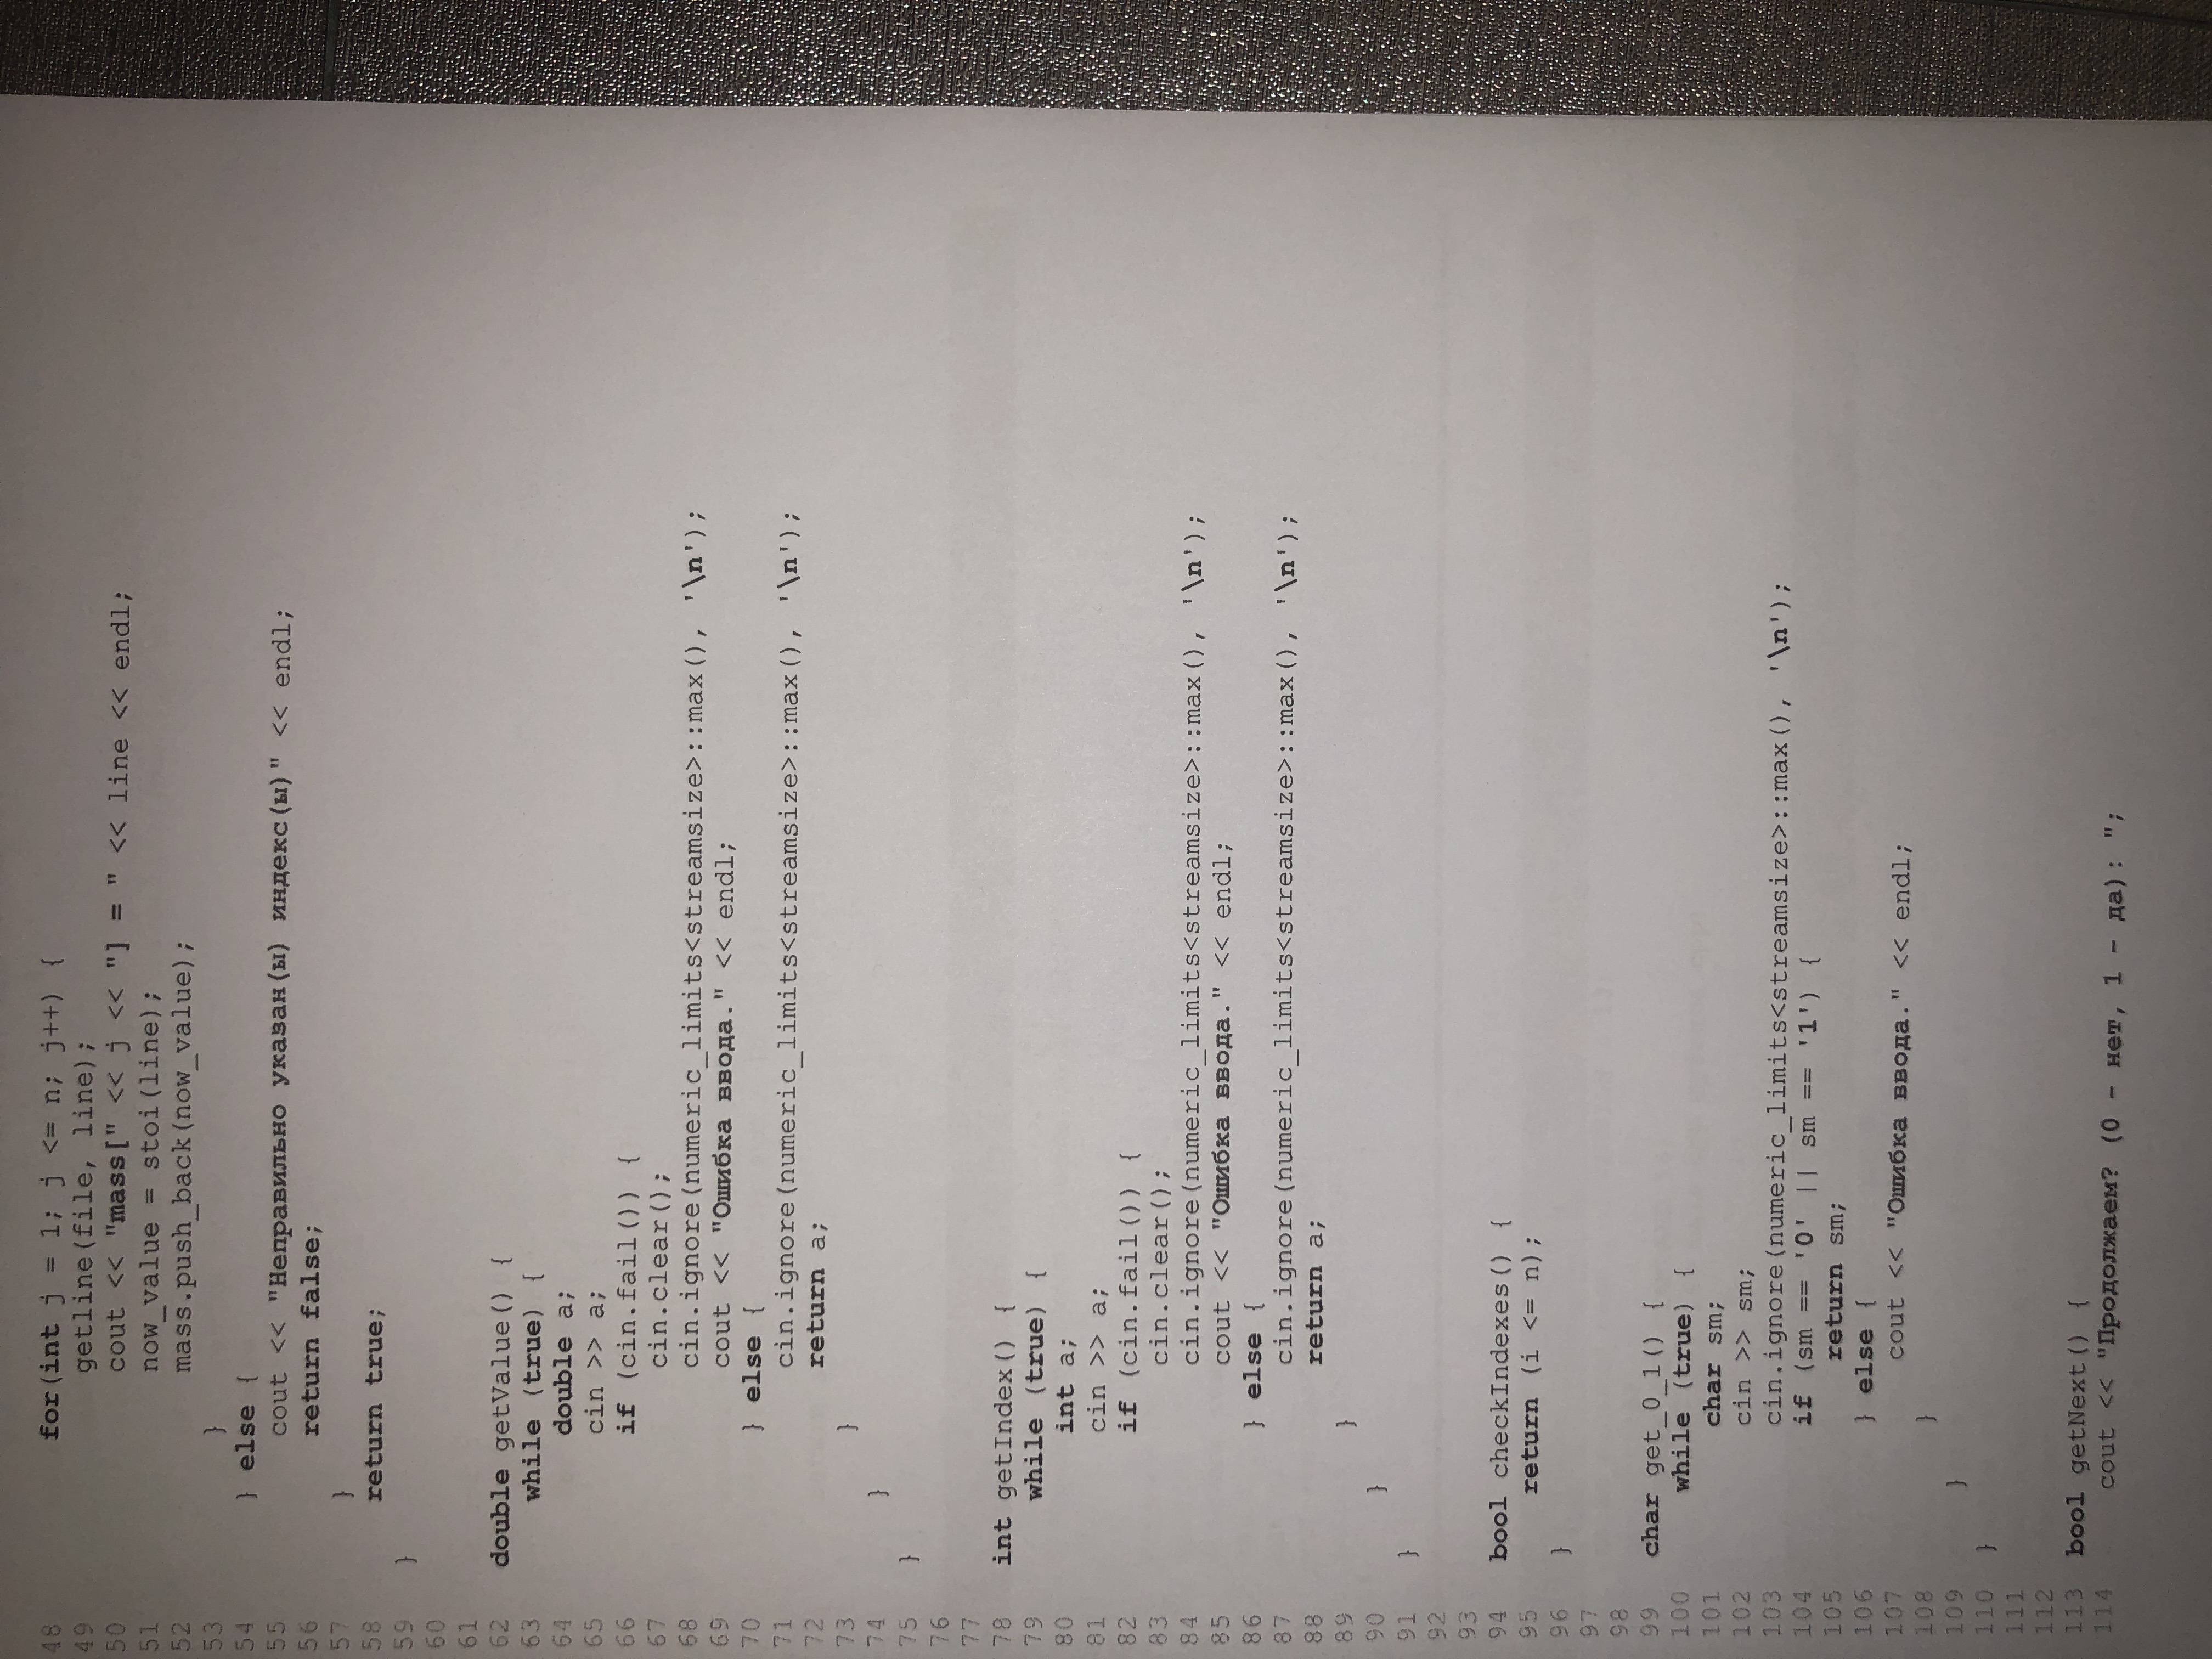 48 for(int j = 1; j <= n; j++) {
49 getline(file, line);
50 cout << "mass[" << j << "] = " << line << endl;
51 now_value = stoi(line);
52 mass.push_back(now_value);
53 }
54 } else {
55 cout << "Неправильно указан(ы) индекс(ы)" << endl;
56 return false;
57 }
58 return true;
59 }
60
61
62 double getValue() {
63 while (true) {
64 double a;
65 cin >> a;
66 if (cin.fail()) {
67 cin.clear();
68 cin.ignore(numeric_limits<streamsize>::max(), '\n');
69 cout << "Ошибка ввода." << endl;
70 } else {
71 cin.ignore(numeric_limits<streamsize>::max(), '\n');
72 return a;
73 }
74 }
75 }
76
77
78 int getIndex() {
79 while (true) {
80 int a;
81 cin >> a;
82 if (cin.fail()) {
83 cin.clear();
84 cin.ignore(numeric_limits<streamsize>::max(), '\n');
85 cout << "Ошибка ввода." << endl;
86 } else {
87 cin.ignore(numeric_limits<streamsize>::max(), '\n');
88 return a;
89 }
90 }
91 }
92
93
94 bool checkIndexes() {
95 return (i <= n);
96 }
97
98
99 char get_0_1() {
100 while (true) {
101 char sm;
102 cin >> sm;
103 cin.ignore(numeric_limits<streamsize>::max(), '\n');
104 if (sm == '0' || sm == '1') {
105 return sm;
106 } else {
107 cout << "Ошибка ввода." << endl;
108 }
109 }
110 }
111
112
113 bool getNext() {
114 cout << "Продолжаем? (0 - нет, 1 - да): ";